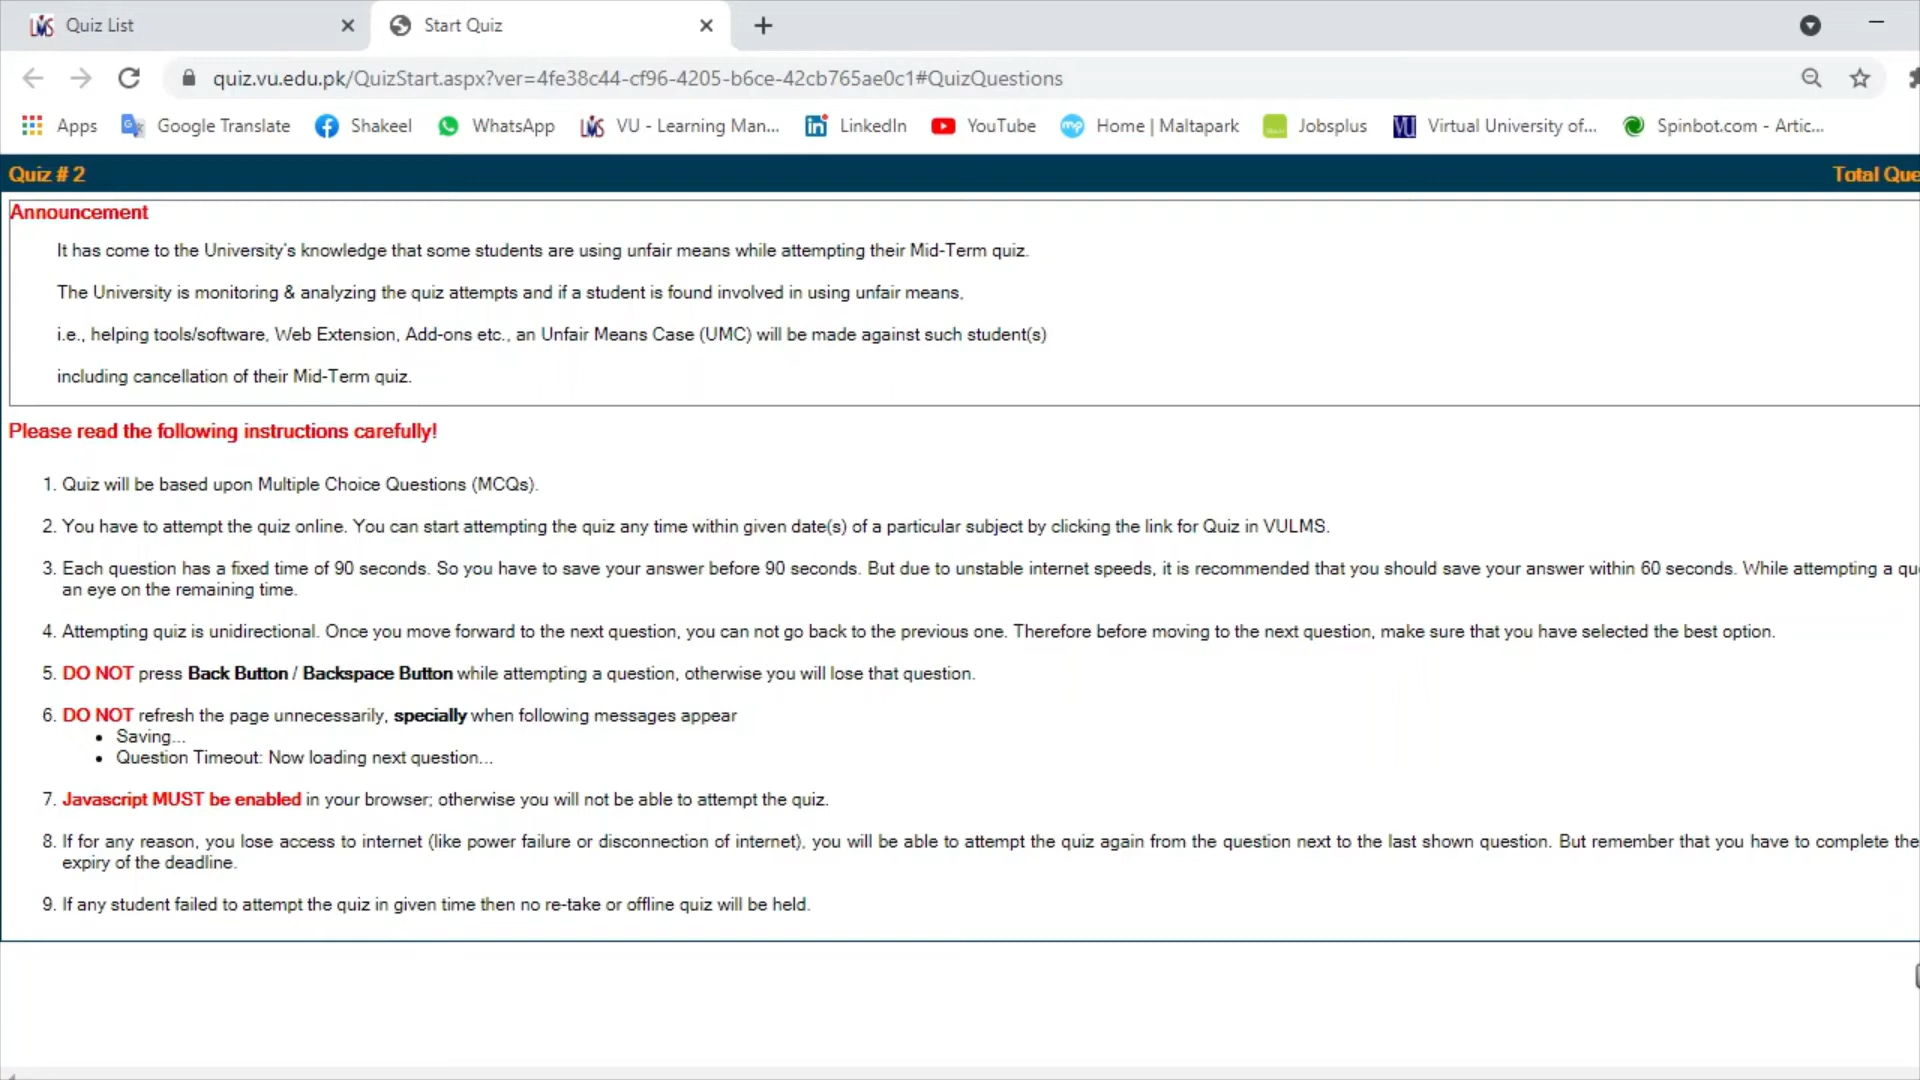 Quiz List
Start Quiz
quiz.vu.edu.pk/QuizStart.aspx?ver=4fe38c44-cf96-4205-b6ce-42cb765ae0c1#QuizQuestions
Apps Google Translate Shakeel WhatsApp VU - Learning Man... LinkedIn YouTube Home | Maltapark Jobsplus Virtual University of... Spinbot.com - Artic...
Quiz # 2 Total Que
Announcement
It has come to the University's knowledge that some students are using unfair means while attempting their Mid-Term quiz.
The University is monitoring & analyzing the quiz attempts and if a student is found involved in using unfair means,
i.e., helping tools/software, Web Extension, Add-ons etc., an Unfair Means Case (UMC) will be made against such student(s)
including cancellation of their Mid-Term quiz.
Please read the following instructions carefully!
1. Quiz will be based upon Multiple Choice Questions (MCQs).
2. You have to attempt the quiz online. You can start attempting the quiz any time within given date(s) of a particular subject by clicking the link for Quiz in VULMS.
3. Each question has a fixed time of 90 seconds. So you have to save your answer before 90 seconds. But due to unstable internet speeds, it is recommended that you should save your answer within 60 seconds. While attempting a qu
an eye on the remaining time.
4. Attempting quiz is unidirectional. Once you move forward to the next question, you can not go back to the previous one. Therefore before moving to the next question, make sure that you have selected the best option.
5. DO NOT press Back Button / Backspace Button while attempting a question, otherwise you will lose that question.
6. DO NOT refresh the page unnecessarily, specially when following messages appear
• Saving...
• Question Timeout: Now loading next question...
7. Javascript MUST be enabled in your browser; otherwise you will not be able to attempt the quiz.
8. If for any reason, you lose access to internet (like power failure or disconnection of internet), you will be able to attempt the quiz again from the question next to the last shown question. But remember that you have to complete the
expiry of the deadline.
9. If any student failed to attempt the quiz in given time then no re-take or offline quiz will be held.